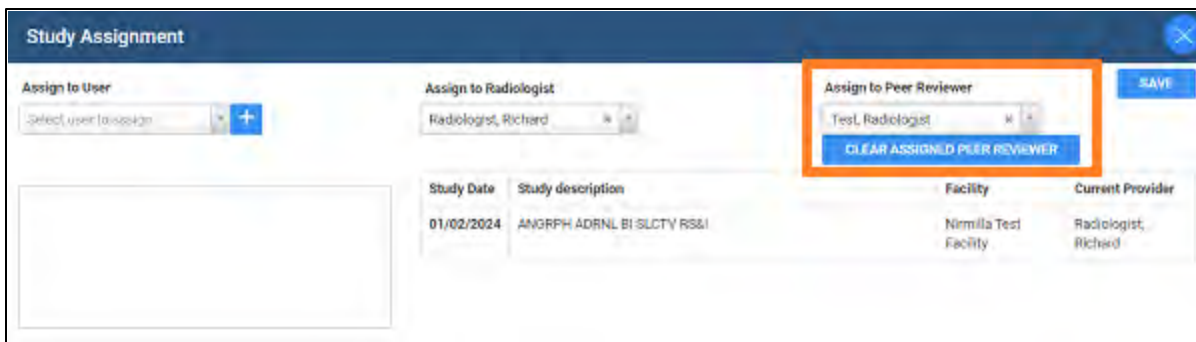 Study Assignment
Assign to User
Assign to Radiologist
Assign to Peer Reviewer
SAVE
Select user to assign
Radiologist, Richard
Test, Radiologist
CLEAR ASSIGNED PEER REVIEWER
Study Date Study description Facility Current Provider
01/02/2024 ANGRPH ADRNL BI SLCTV RS&I Nirmilla Test Radiologist,
Facility Richard